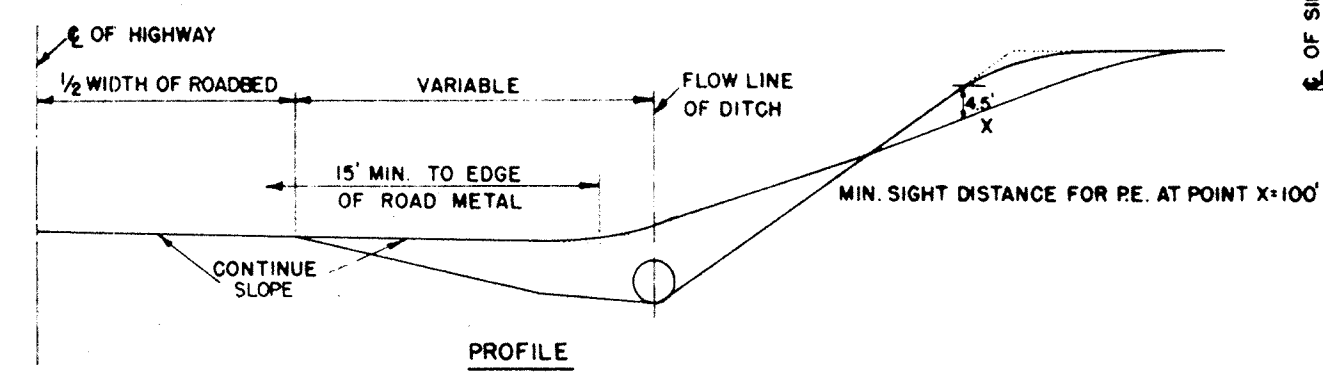 ℄ OF HIGHWAY
½ WIDTH OF ROADBED
VARIABLE
FLOW LINE
OF DITCH
4.5'
X
15' MIN. TO EDGE
OF ROAD METAL
MIN. SIGHT DISTANCE FOR P.E. AT POINT X=100'
CONTINUE
SLOPE
PROFILE
℄ OF